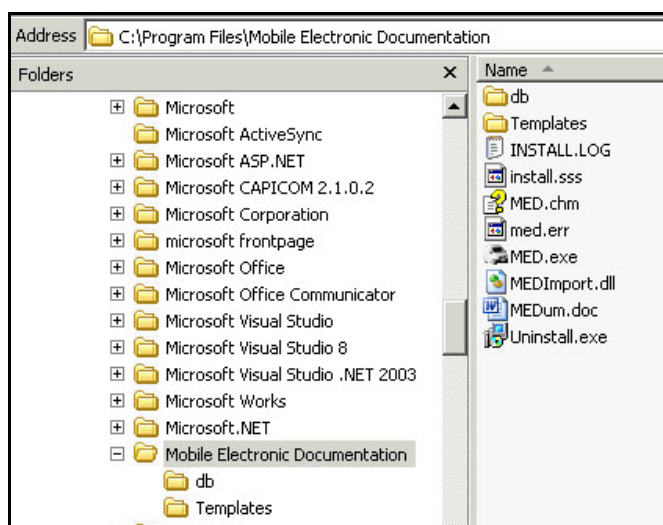 Address C:\Program Files\Mobile Electronic Documentation
Folders
Microsoft
Microsoft ActiveSync
Microsoft ASP.NET
Microsoft CAPICOM 2.1.0.2
Microsoft Corporation
microsoft frontpage
Microsoft Office
Microsoft Office Communicator
Microsoft Visual Studio
Microsoft Visual Studio 8
Microsoft Visual Studio .NET 2003
Microsoft Works
Microsoft.NET
Mobile Electronic Documentation
db
Templates
Name
db
Templates
INSTALL.LOG
install.sss
MED.chm
med.err
MED.exe
MEDImport.dll
MEDum.doc
Uninstall.exe